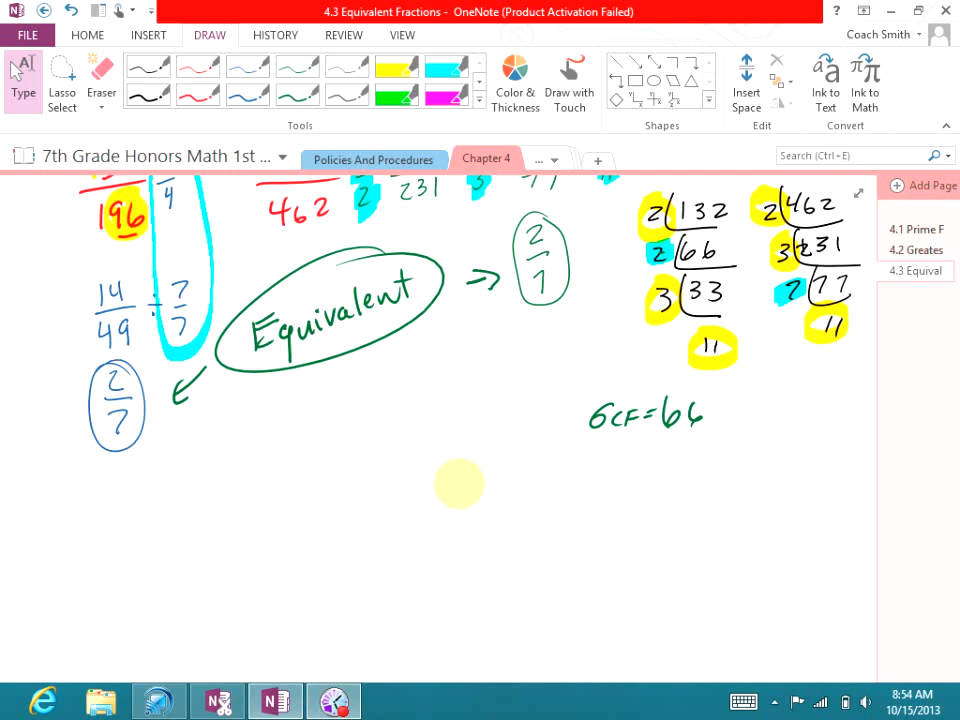 4.3 Equivalent Fractions - OneNote (Product Activation Failed)
FILE HOME INSERT DRAW HISTORY REVIEW VIEW
Coach Smith
Type Lasso Select Eraser
Color & Thickness Draw with Touch
Insert Space
Ink to Text Ink to Math
Tools Shapes Edit Convert
7th Grade Honors Math 1st ... Policies And Procedures Chapter 4 ...
Search (Ctrl+E)
Add Page
4.1 Prime F
4.2 Greates
4.3 Equival
196 4
462 2 231 3 77
14/49 ÷ 7/7
2/7
Equivalent
2/7
2 132
2 66
3 33
11
2 462
3 231
7 77
11
GCF=66
8:54 AM
10/15/2013